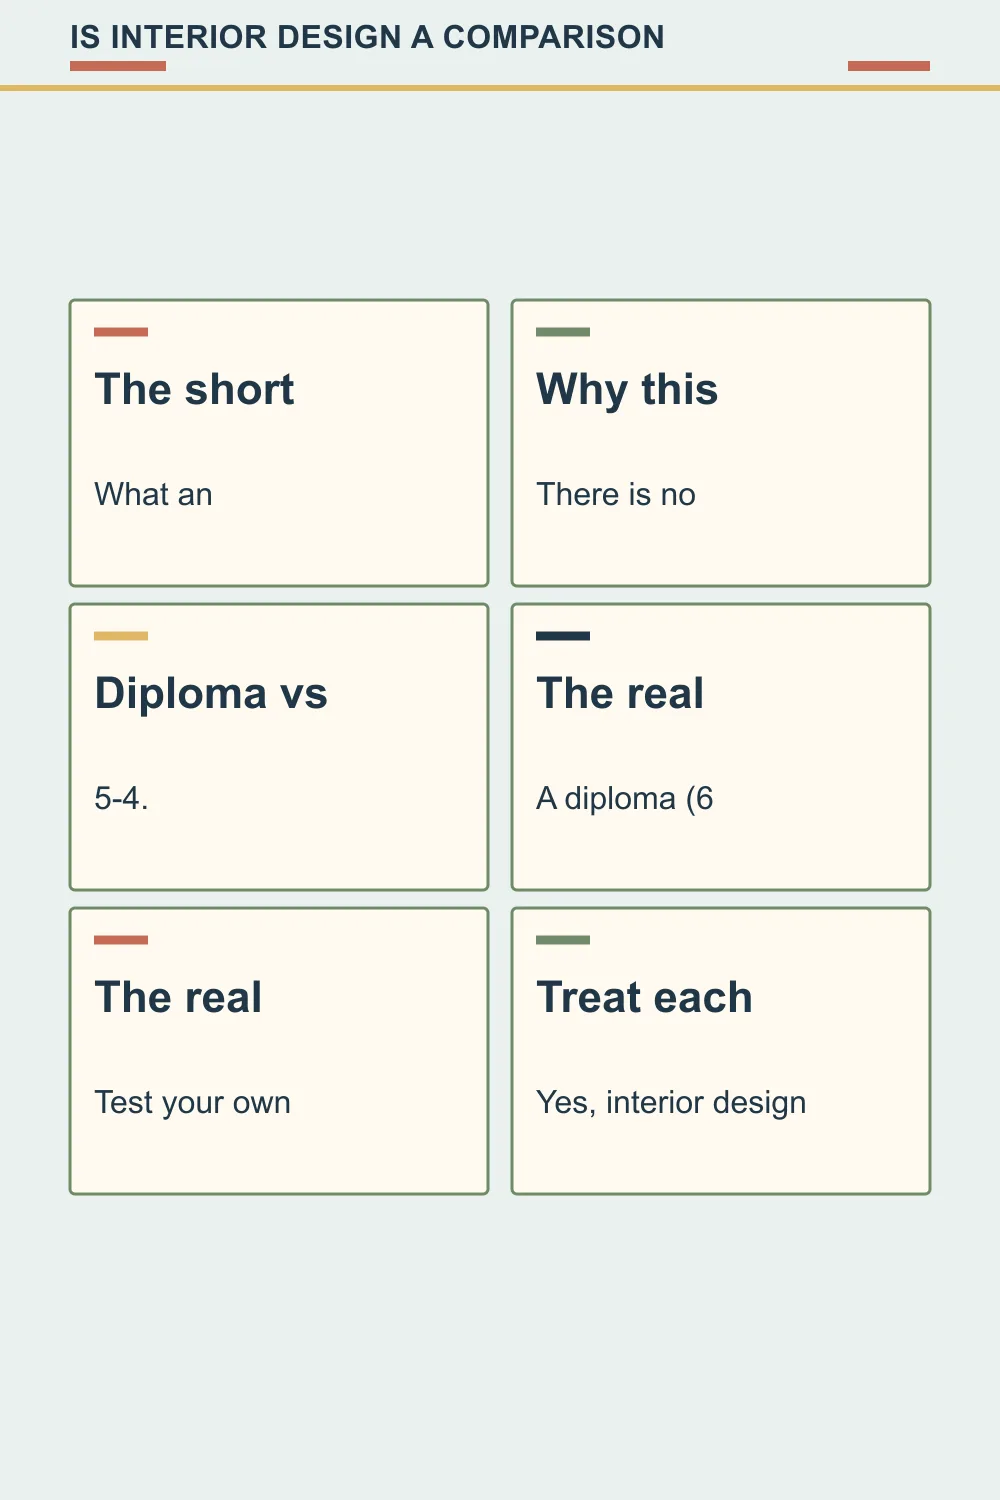 IS INTERIOR DESIGN A COMPARISON
The short
What an
Why this
There is no
Diploma vs
5-4.
The real
A diploma (6
The real
Test your own
Treat each
Yes, interior design